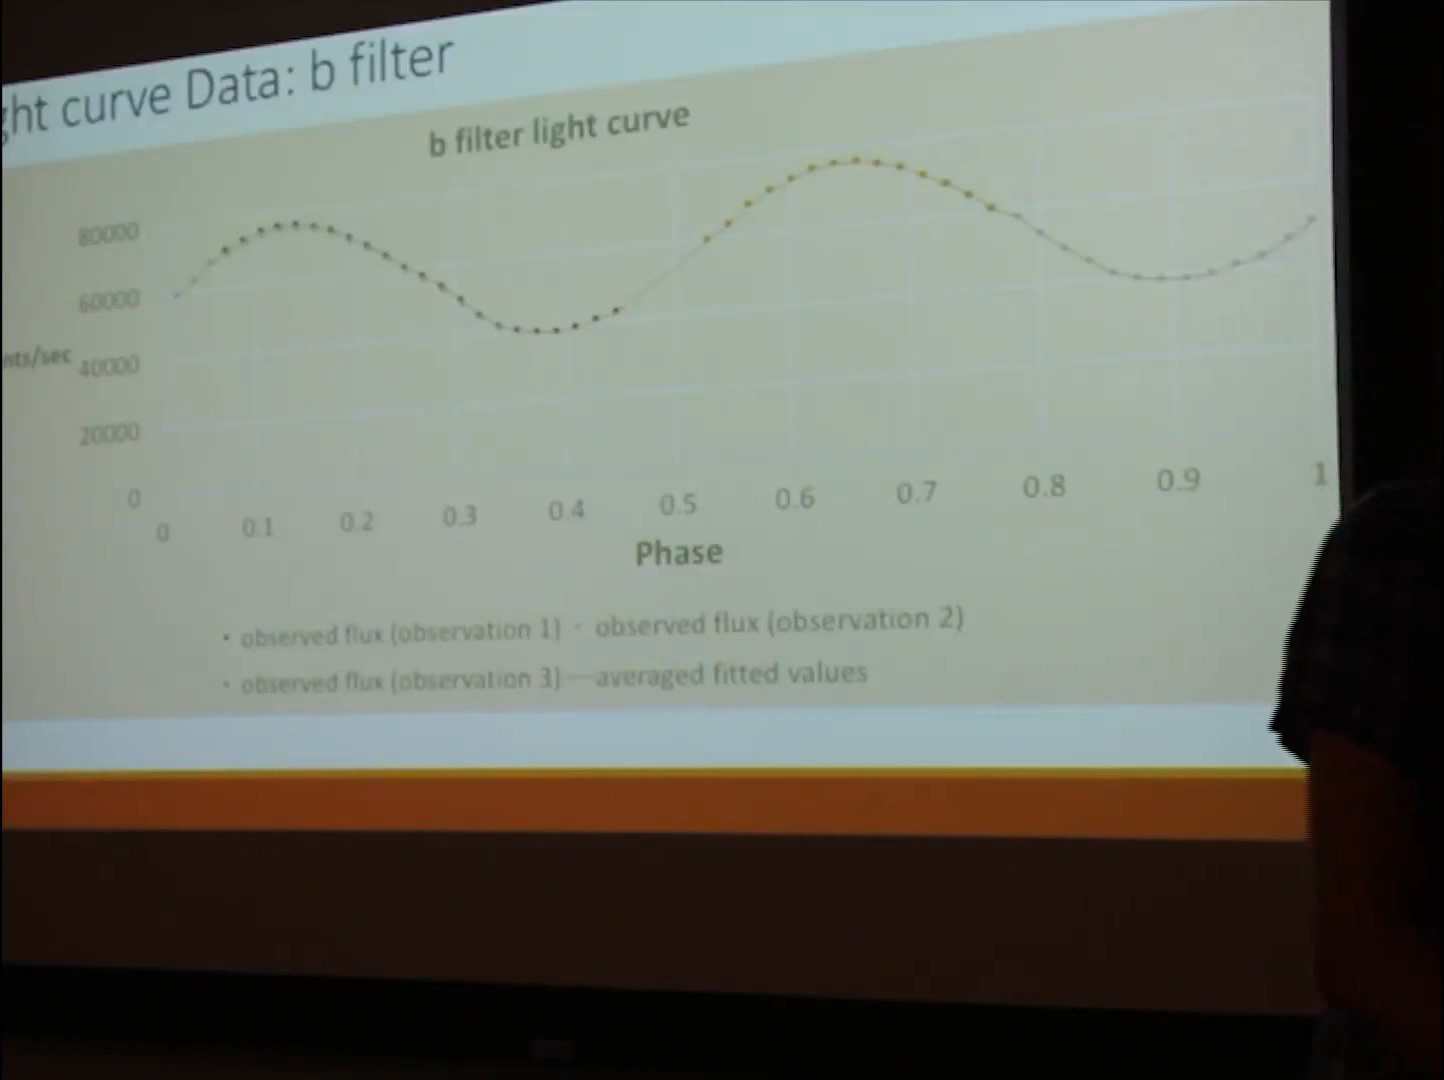 ght curve Data: b filter
b filter light curve
80000
60000
nts/sec
40000
20000
0
0 0.1 0.2 0.3 0.4 0.5 0.6 0.7 0.8 0.9 1
Phase
observed flux (observation 1) observed flux (observation 2)
observed flux (observation 3) averaged fitted values